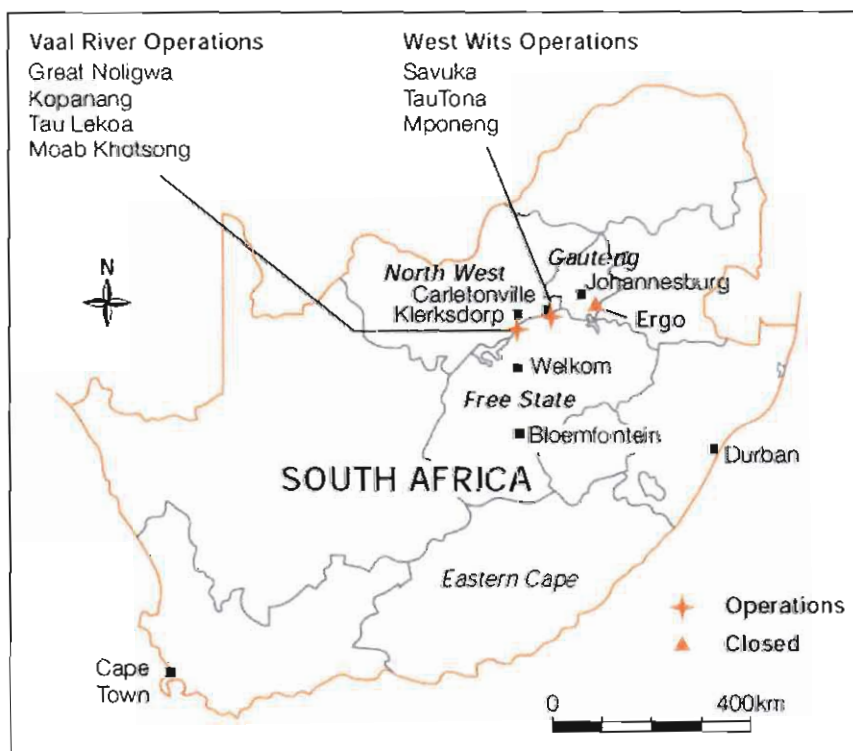 Vaal River Operations
Great Noligwa
Kopanang
Tau Lekoa
Moab Khotsong
West Wits Operations
Savuka
TauTona
Mponeng
N
North West
Gauteng
Johannesburg
Carletonville
Klerksdorp
Ergo
Welkom
Free State
Bloemfontein
Durban
SOUTH AFRICA
Eastern Cape
Operations
Closed
Cape
Town
0
400km